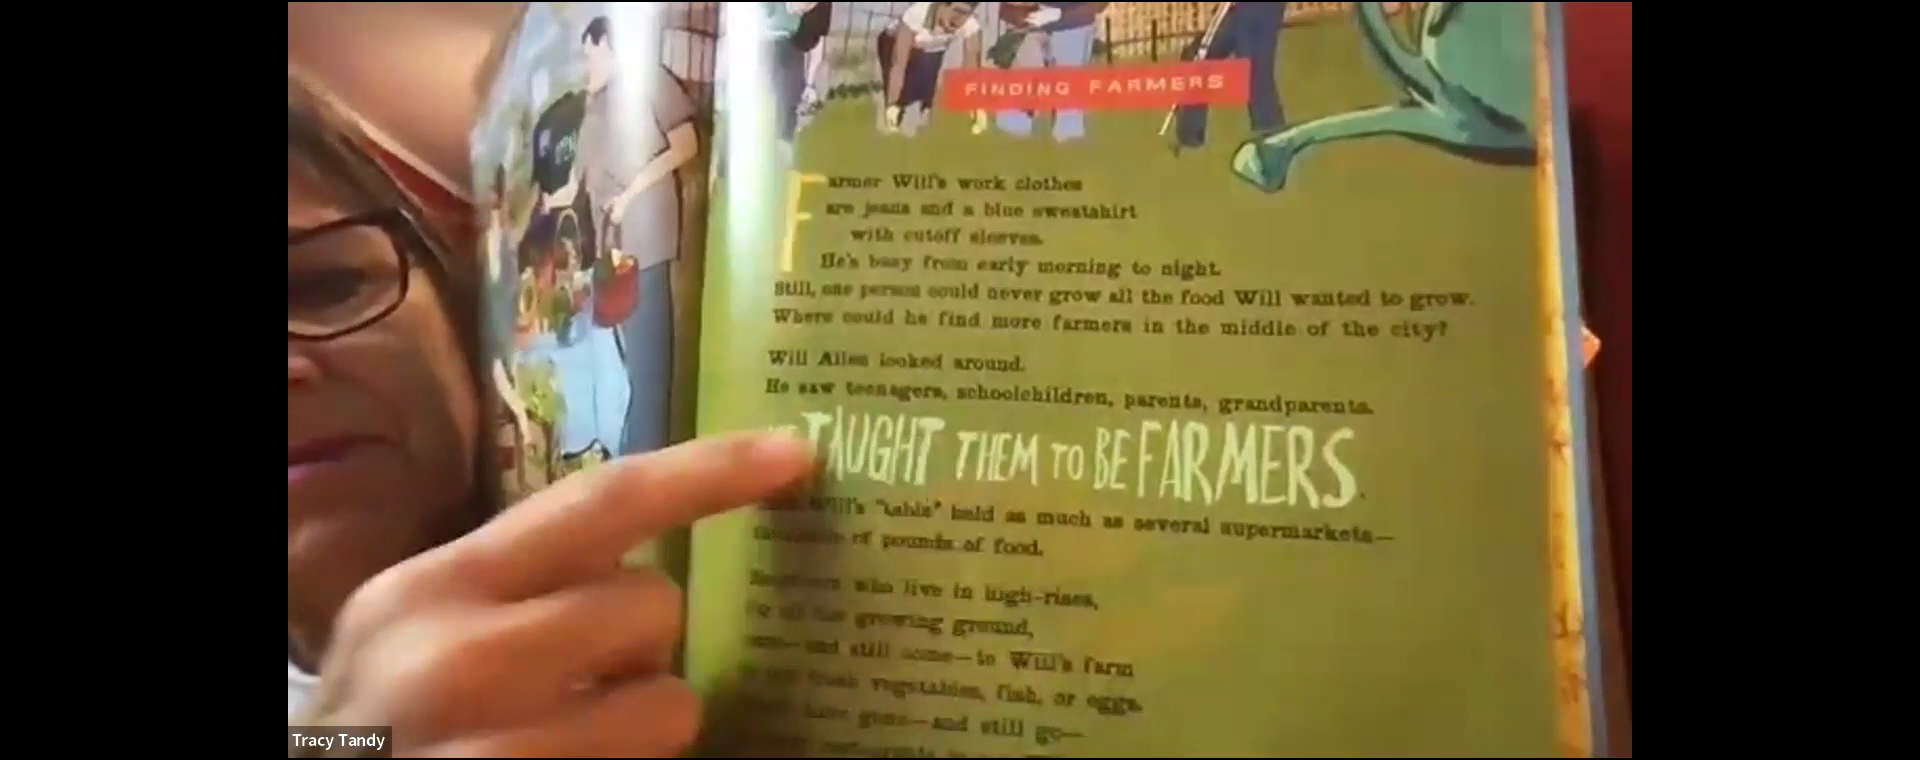 FINDING FARMERS
Farmer Will's work clothes
are jeans and a blue sweatshirt
with cutoff sleeves.
He's busy from early morning to night.
Still, one person could never grow all the food Will wanted to grow.
Where could he find more farmers in the middle of the city?
Will Allen looked around.
He saw teenagers, schoolchildren, parents, grandparents.
TAUGHT THEM TO BE FARMERS.
Will's "table" held as much as several supermarkets—
of pounds of food.
who live in high-rises,
growing ground,
and still come—to Will's farm
fresh vegetables, fish, or eggs.
have gone—and still go—
Tracy Tandy